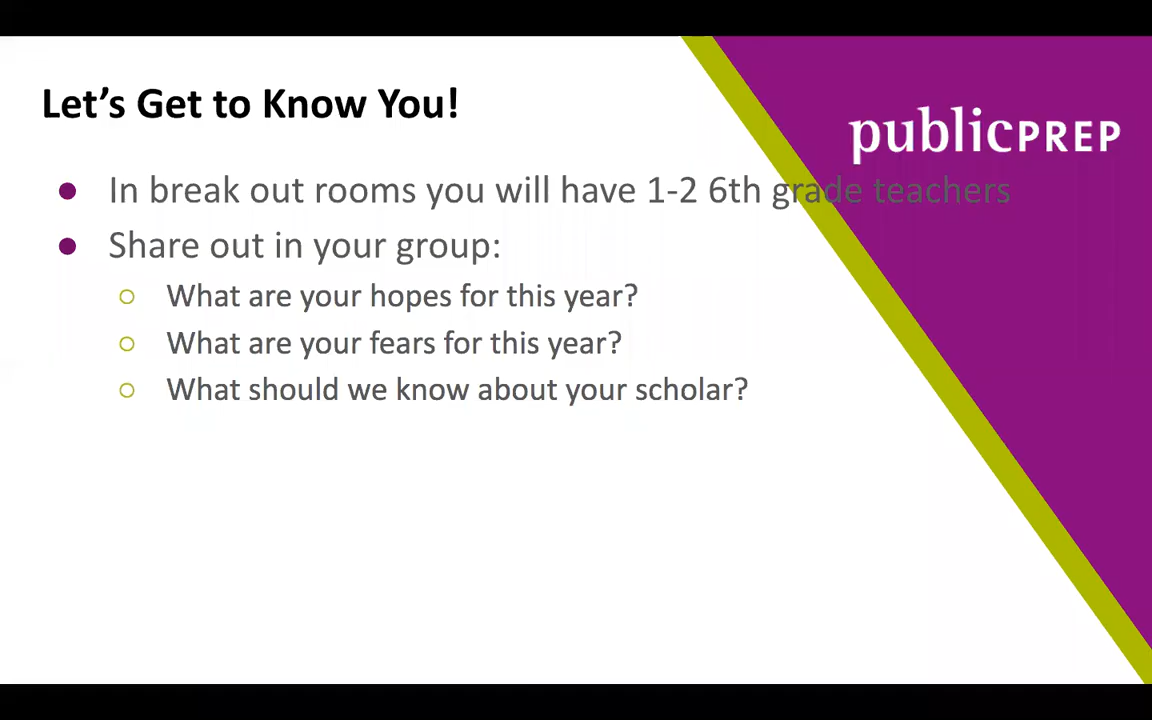 Let's Get to Know You!
publicPREP
● In break out rooms you will have 1-2 6th grade teachers
● Share out in your group:
○ What are your hopes for this year?
○ What are your fears for this year?
○ What should we know about your scholar?